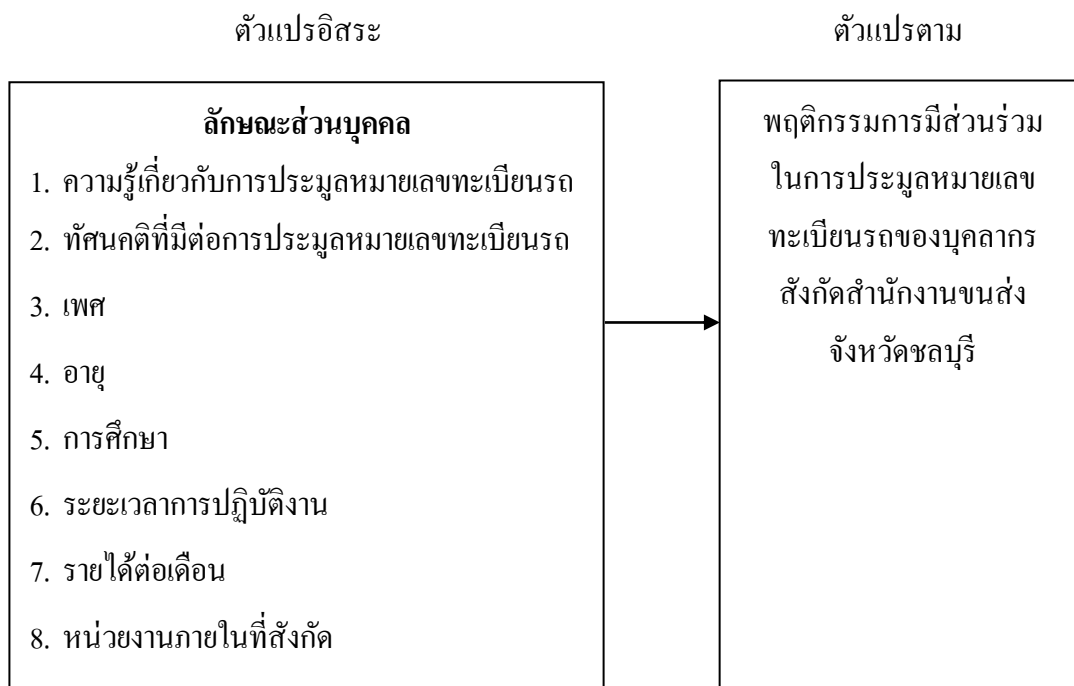 ตัวแปรอิสระ
ตัวแปรตาม
ลักษณะส่วนบุคคล
1. ความรู้เกี่ยวกับการประมูลหมายเลขทะเบียนรถ
2. ทัศนคติที่มีต่อการประมูลหมายเลขทะเบียนรถ
3. เพศ
4. อายุ
5. การศึกษา
6. ระยะเวลาการปฏิบัติงาน
7. รายได้ต่อเดือน
8. หน่วยงานภายในที่สังกัด
พฤติกรรมการมีส่วนร่วม
ในการประมูลหมายเลข
ทะเบียนรถของบุคลากร
สังกัดสำนักงานขนส่ง
จังหวัดชลบุรี